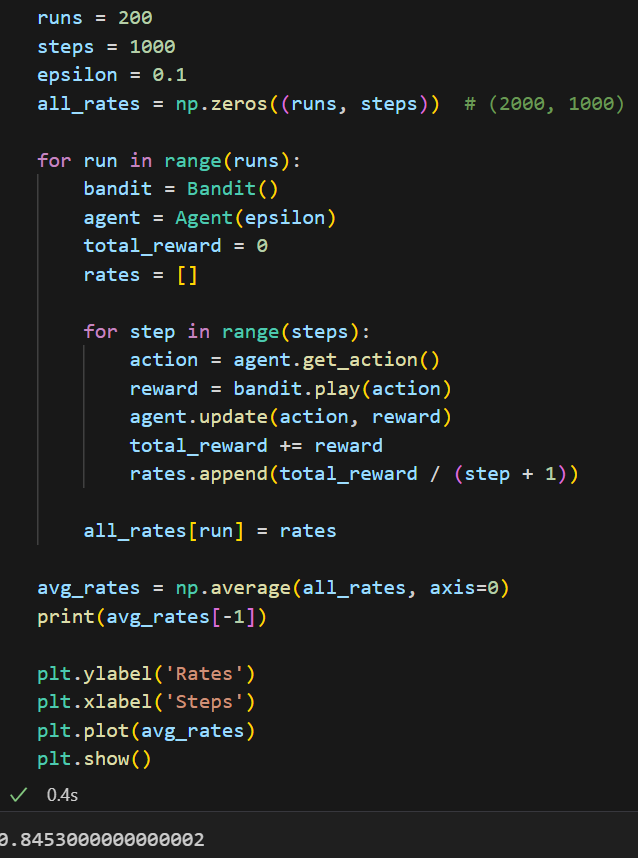 runs = 200
steps = 1000
epsilon = 0.1
all_rates = np.zeros((runs, steps))  # (2000, 1000)

for run in range(runs):
    bandit = Bandit()
    agent = Agent(epsilon)
    total_reward = 0
    rates = []

    for step in range(steps):
        action = agent.get_action()
        reward = bandit.play(action)
        agent.update(action, reward)
        total_reward += reward
        rates.append(total_reward / (step + 1))

    all_rates[run] = rates

avg_rates = np.average(all_rates, axis=0)
print(avg_rates[-1])

plt.ylabel('Rates')
plt.xlabel('Steps')
plt.plot(avg_rates)
plt.show()
✓ 0.4s
0.8453000000000002